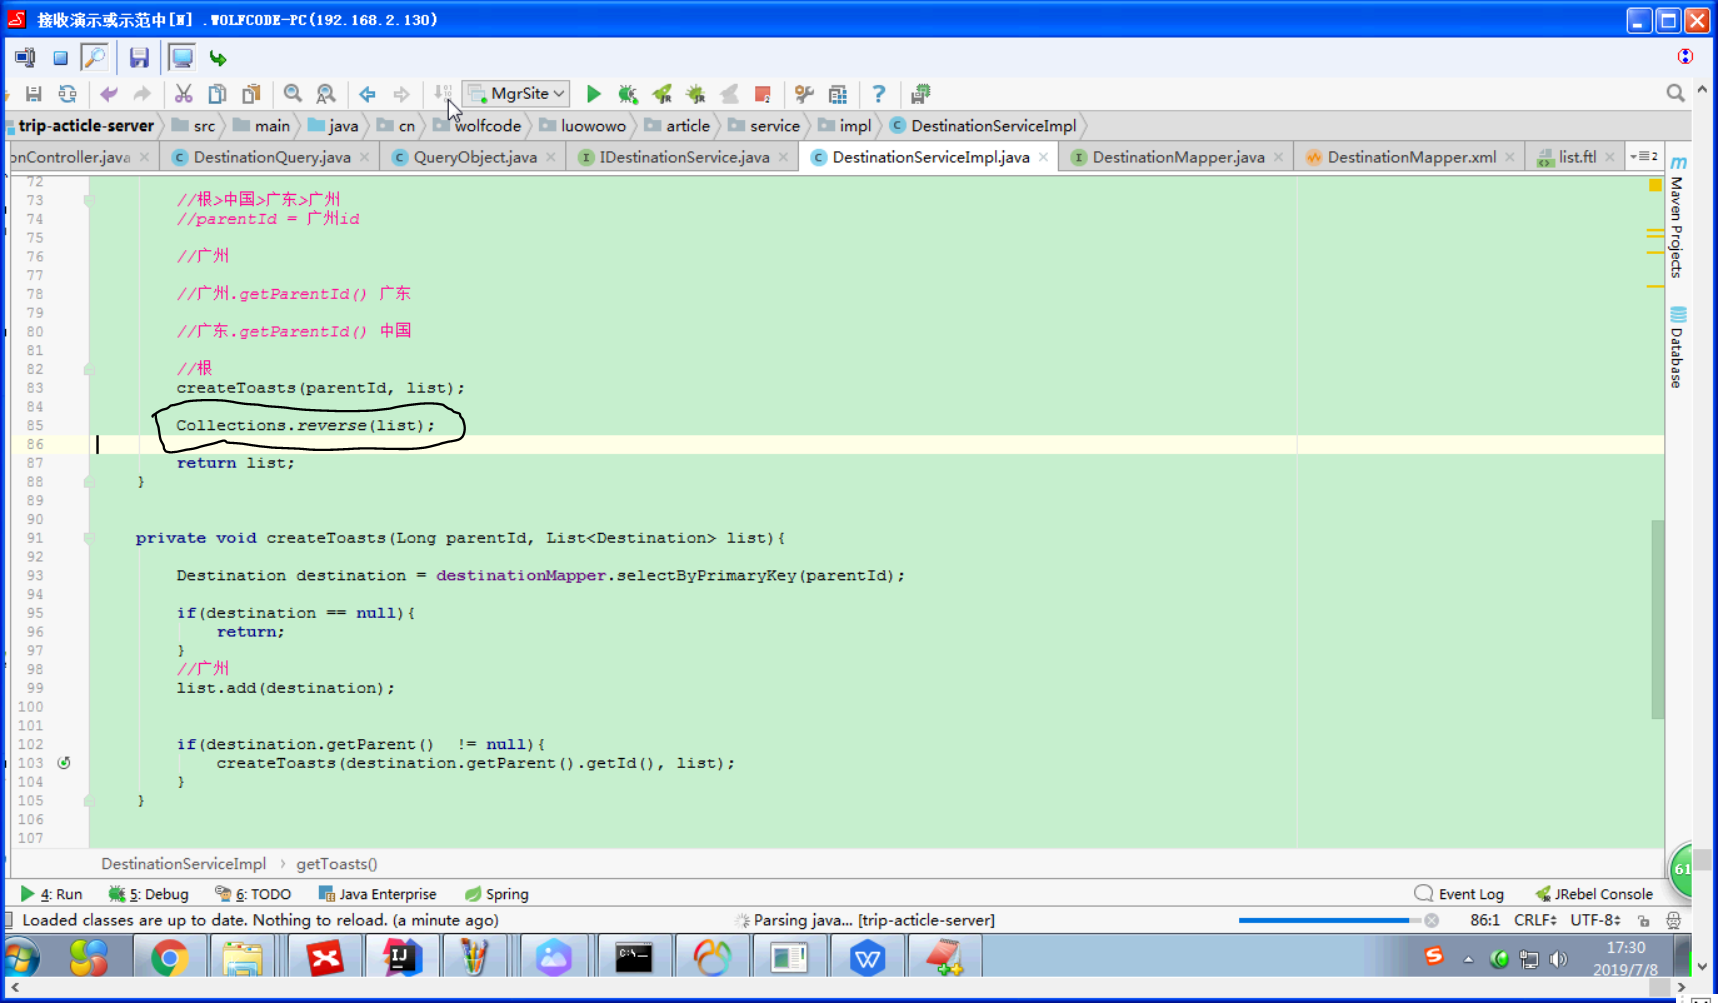 接收演示或示范中[N] .WOLFCODE-PC(192.168.2.130)
MgrSite
trip-acticle-server src main java cn wolfcode luowowo article service impl DestinationServiceImpl
onController.java DestinationQuery.java QueryObject.java IDestinationService.java DestinationServiceImpl.java DestinationMapper.java DestinationMapper.xml list.ftl 2
72
73 //根>中国>广东>广州
74 //parentId = 广州id
75
76 //广州
77
78 //广州.getParentId() 广东
79
80 //广东.getParentId() 中国
81
82 //根
83 createToasts(parentId, list);
84
85 Collections.reverse(list);
86
87 return list;
88 }
89
90
91 private void createToasts(Long parentId, List<Destination> list){
92
93 Destination destination = destinationMapper.selectByPrimaryKey(parentId);
94
95 if(destination == null){
96 return;
97 }
98 //广州
99 list.add(destination);
100
101
102 if(destination.getParent()  != null){
103 createToasts(destination.getParent().getId(), list);
104 }
105 }
106
107
Maven Projects
Database
61
DestinationServiceImpl › getToasts()
4: Run 5: Debug 6: TODO Java Enterprise Spring Event Log JRebel Console
Loaded classes are up to date. Nothing to reload. (a minute ago) Parsing java... [trip-acticle-server] 86:1 CRLF UTF-8
17:30
2019/7/8